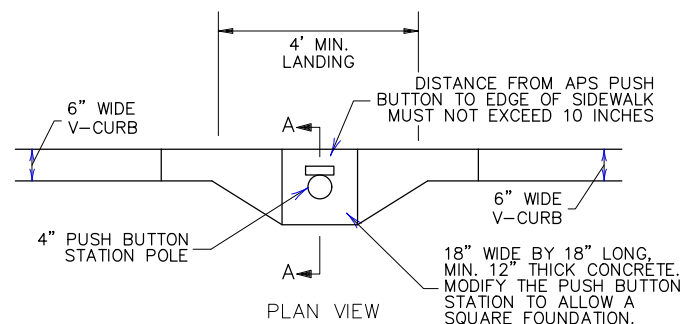 4' MIN.
LANDING
DISTANCE FROM APS PUSH
BUTTON TO EDGE OF SIDEWALK
MUST NOT EXCEED 10 INCHES
6" WIDE
V-CURB
A
6" WIDE
V-CURB
4" PUSH BUTTON
STATION POLE
A
18" WIDE BY 18" LONG,
MIN. 12" THICK CONCRETE.
MODIFY THE PUSH BUTTON
STATION TO ALLOW A
SQUARE FOUNDATION.
PLAN VIEW